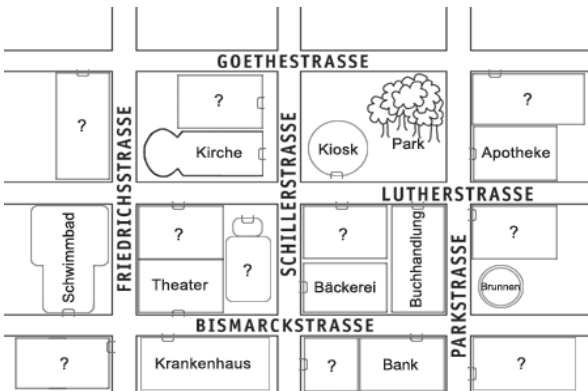 GOETHESTRASSE
?
?
?
Kirche
Kiosk
Park
Apotheke
FRIEDRICHSSTRASSE
SCHILLERSTRASSE
LUTHERSTRASSE
Schwimmbad
?
Theater
?
?
Bäckerei
Buchhandlung
PARKSTRASSE
?
Brunnen
BISMARCKSTRASSE
?
Krankenhaus
?
Bank
?